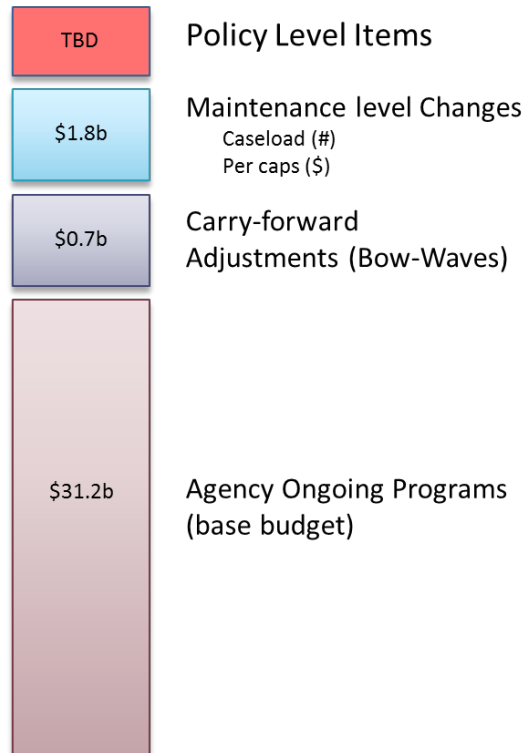 TBD
Policy Level Items
$1.8b
Maintenance level Changes
Caseload (#)
Per caps ($)
$0.7b
Carry-forward
Adjustments (Bow-Waves)
$31.2b
Agency Ongoing Programs
(base budget)